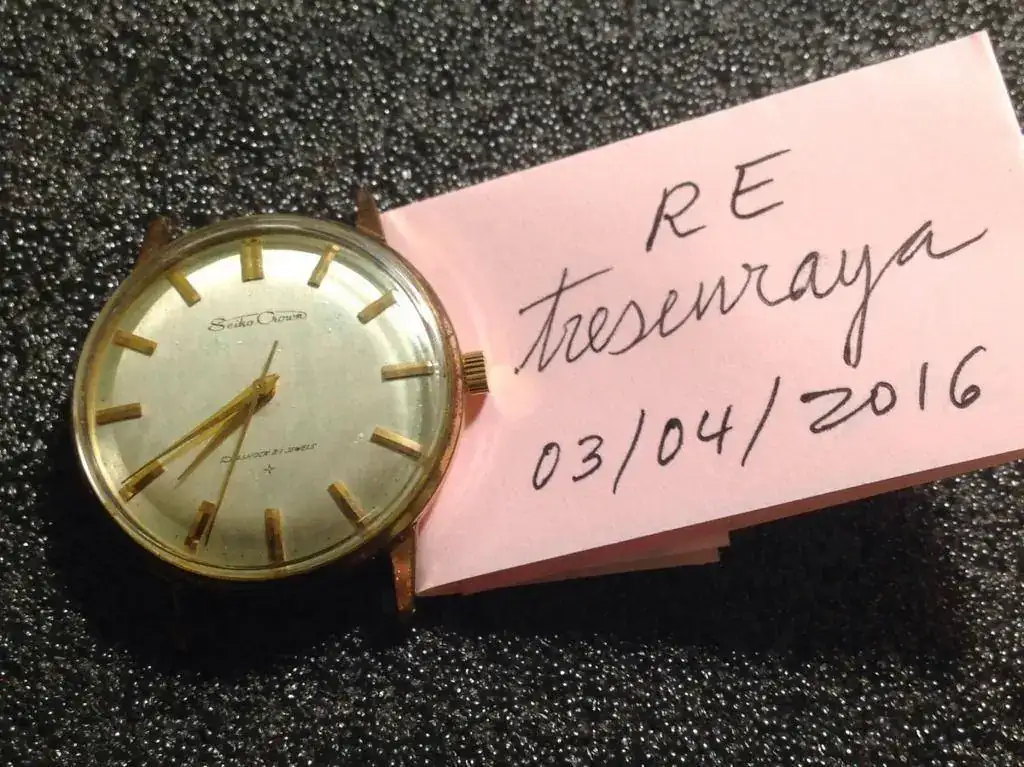 Seiko Crown
DIASHOCK 21 JEWELS
RE
tresenraya
03/04/2016